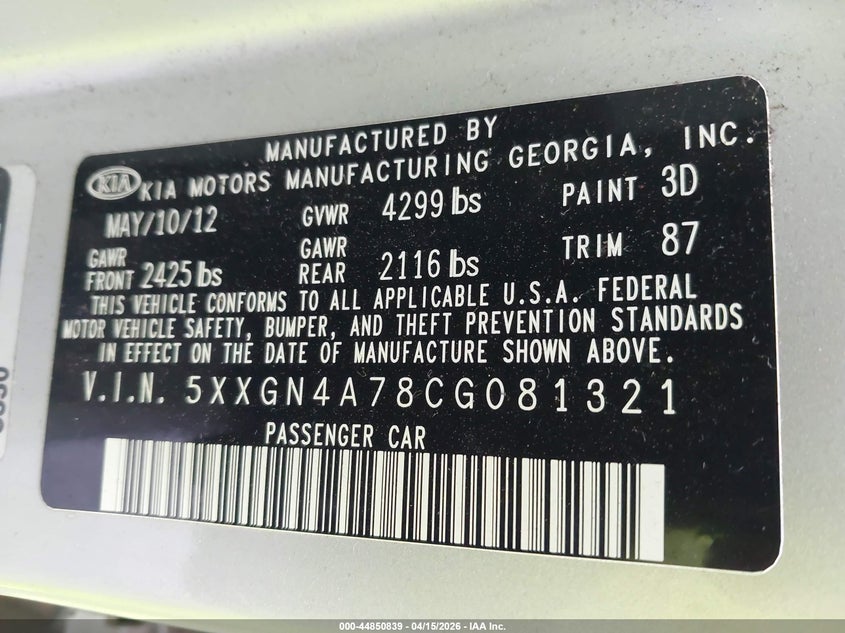 MANUFACTURED BY
KIA KIA MOTORS MANUFACTURING GEORGIA, INC.
MAY/10/12 GVWR 4299 lbs PAINT 3D
GAWR FRONT 2425 lbs GAWR REAR 2116 lbs TRIM 87
THIS VEHICLE CONFORMS TO ALL APPLICABLE U.S.A. FEDERAL
MOTOR VEHICLE SAFETY, BUMPER, AND THEFT PREVENTION STANDARDS
IN EFFECT ON THE DATE OF MANUFACTURE SHOWN ABOVE.
V.I.N. 5XXGN4A78CG081321
PASSENGER CAR
000-44850839 - 04/15/2026 - IAA Inc.